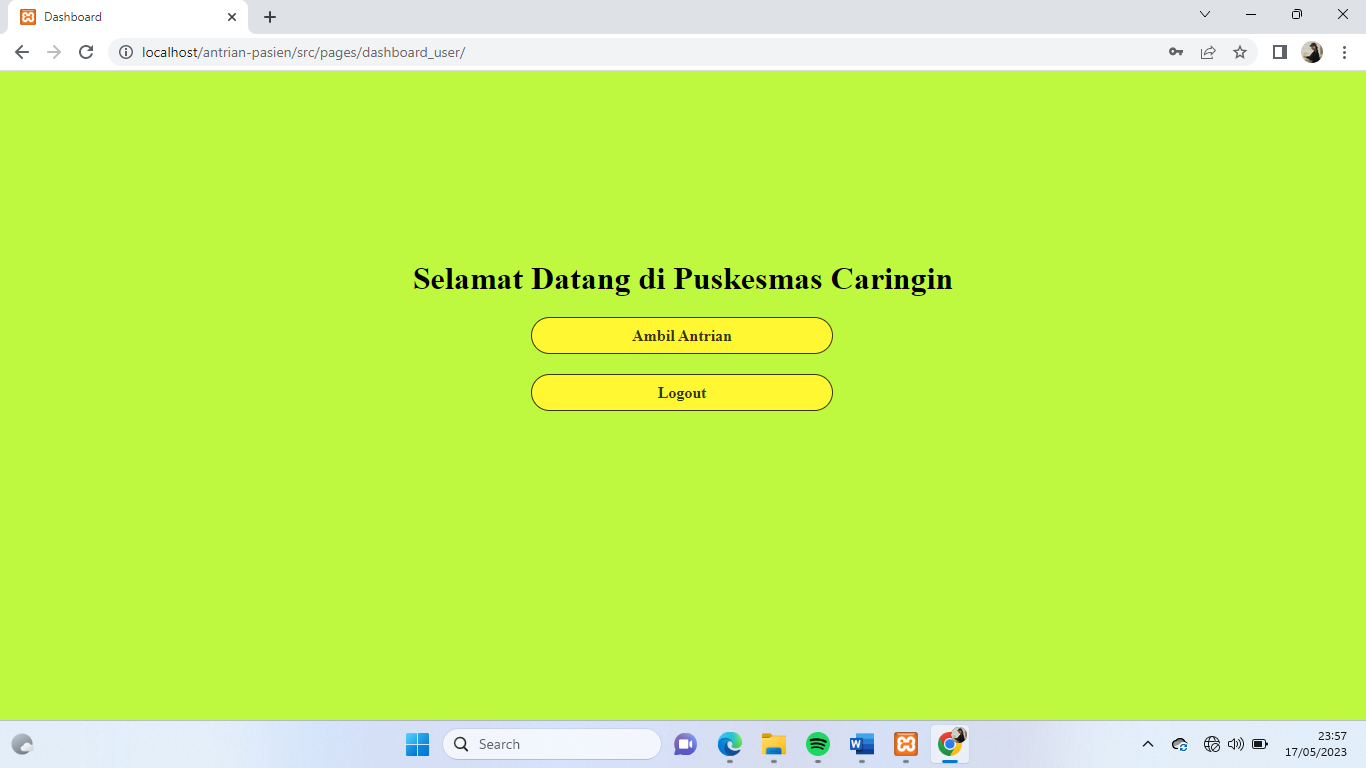 Dashboard
localhost/antrian-pasien/src/pages/dashboard_user/
Selamat Datang di Puskesmas Caringin
Ambil Antrian
Logout
Search
23:57
17/05/2023